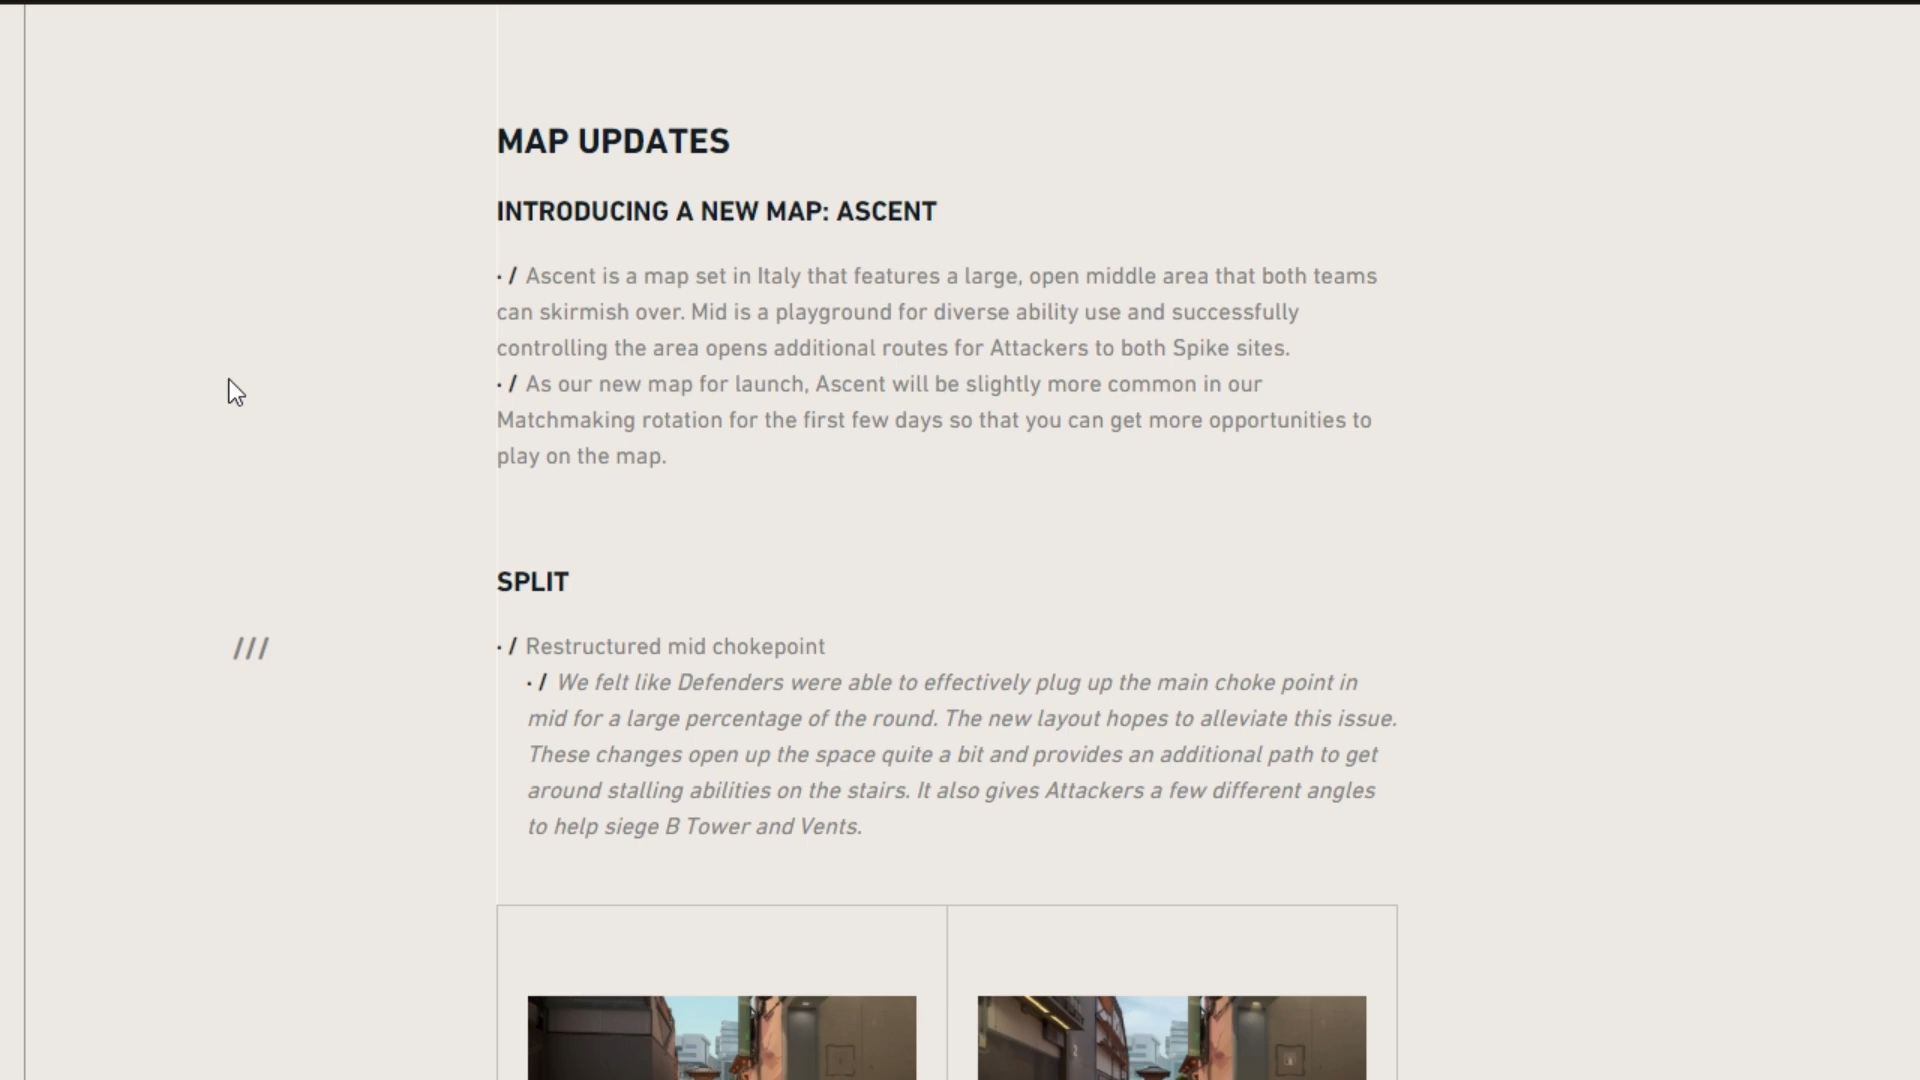 MAP UPDATES
INTRODUCING A NEW MAP: ASCENT
· / Ascent is a map set in Italy that features a large, open middle area that both teams
can skirmish over. Mid is a playground for diverse ability use and successfully
controlling the area opens additional routes for Attackers to both Spike sites.
· / As our new map for launch, Ascent will be slightly more common in our
Matchmaking rotation for the first few days so that you can get more opportunities to
play on the map.
SPLIT
///
· / Restructured mid chokepoint
· / We felt like Defenders were able to effectively plug up the main choke point in
mid for a large percentage of the round. The new layout hopes to alleviate this issue.
These changes open up the space quite a bit and provides an additional path to get
around stalling abilities on the stairs. It also gives Attackers a few different angles
to help siege B Tower and Vents.